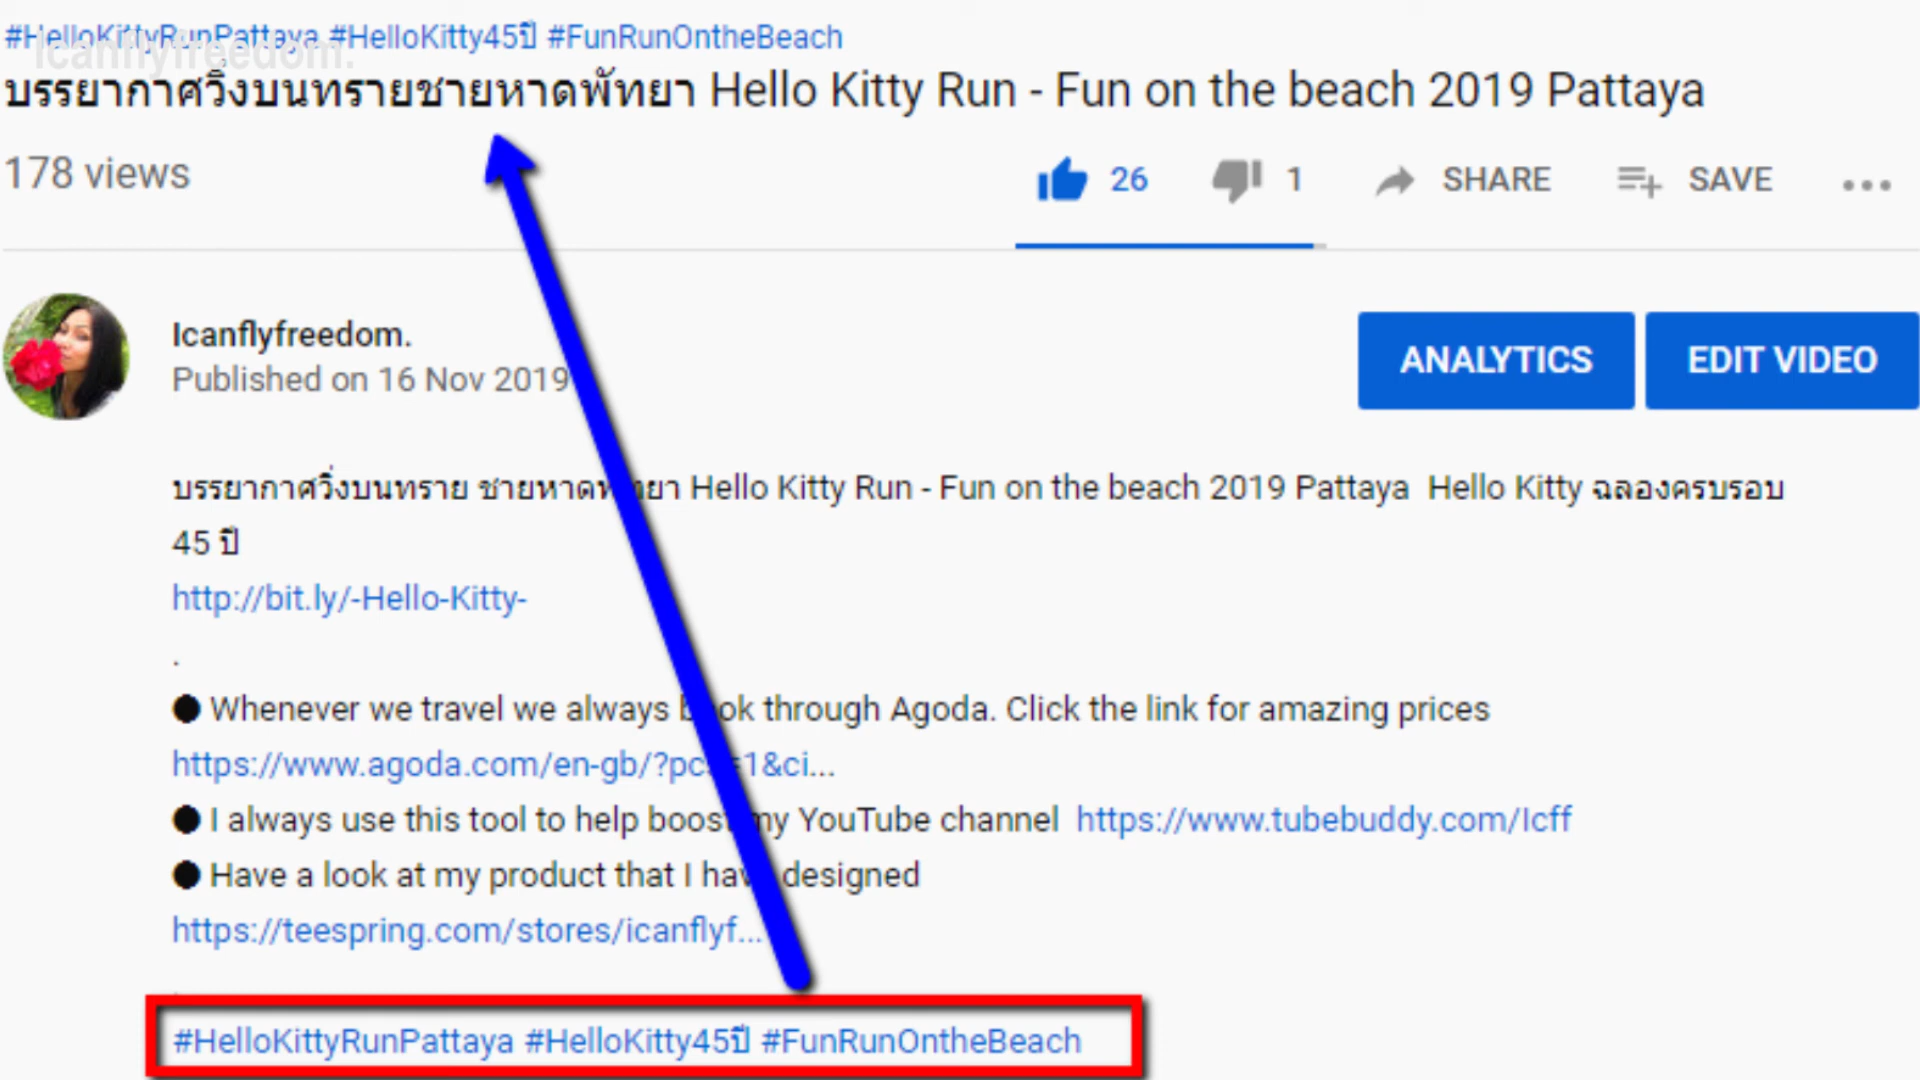 #HelloKittyRunPattaya #HelloKitty45ปี #FunRunOntheBeach
Icanflyfreedom.
บรรยากาศวิ่งบนทรายชายหาดพัทยา Hello Kitty Run - Fun on the beach 2019 Pattaya
178 views
26 1 SHARE SAVE
Icanflyfreedom.
Published on 16 Nov 2019
ANALYTICS EDIT VIDEO
บรรยากาศวิ่งบนทราย ชายหาดพัทยา Hello Kitty Run - Fun on the beach 2019 Pattaya Hello Kitty ฉลองครบรอบ
45 ปี
http://bit.ly/-Hello-Kitty-
.
● Whenever we travel we always book through Agoda. Click the link for amazing prices
https://www.agoda.com/en-gb/?pcs=1&ci...
● I always use this tool to help boost my YouTube channel https://www.tubebuddy.com/Icff
● Have a look at my product that I have designed
https://teespring.com/stores/icanflyf...
.
#HelloKittyRunPattaya #HelloKitty45ปี #FunRunOntheBeach